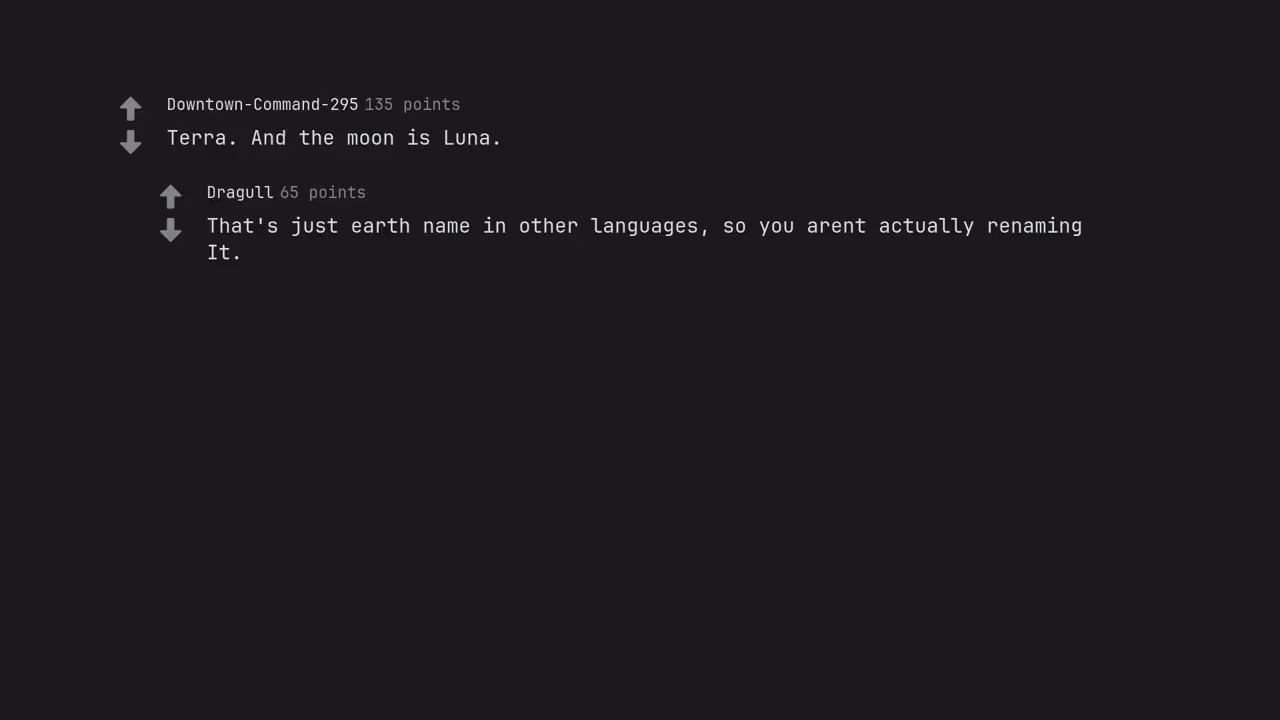 Downtown-Command-295 135 points
Terra. And the moon is Luna.
Dragull 65 points
That's just earth name in other languages, so you arent actually renaming
It.